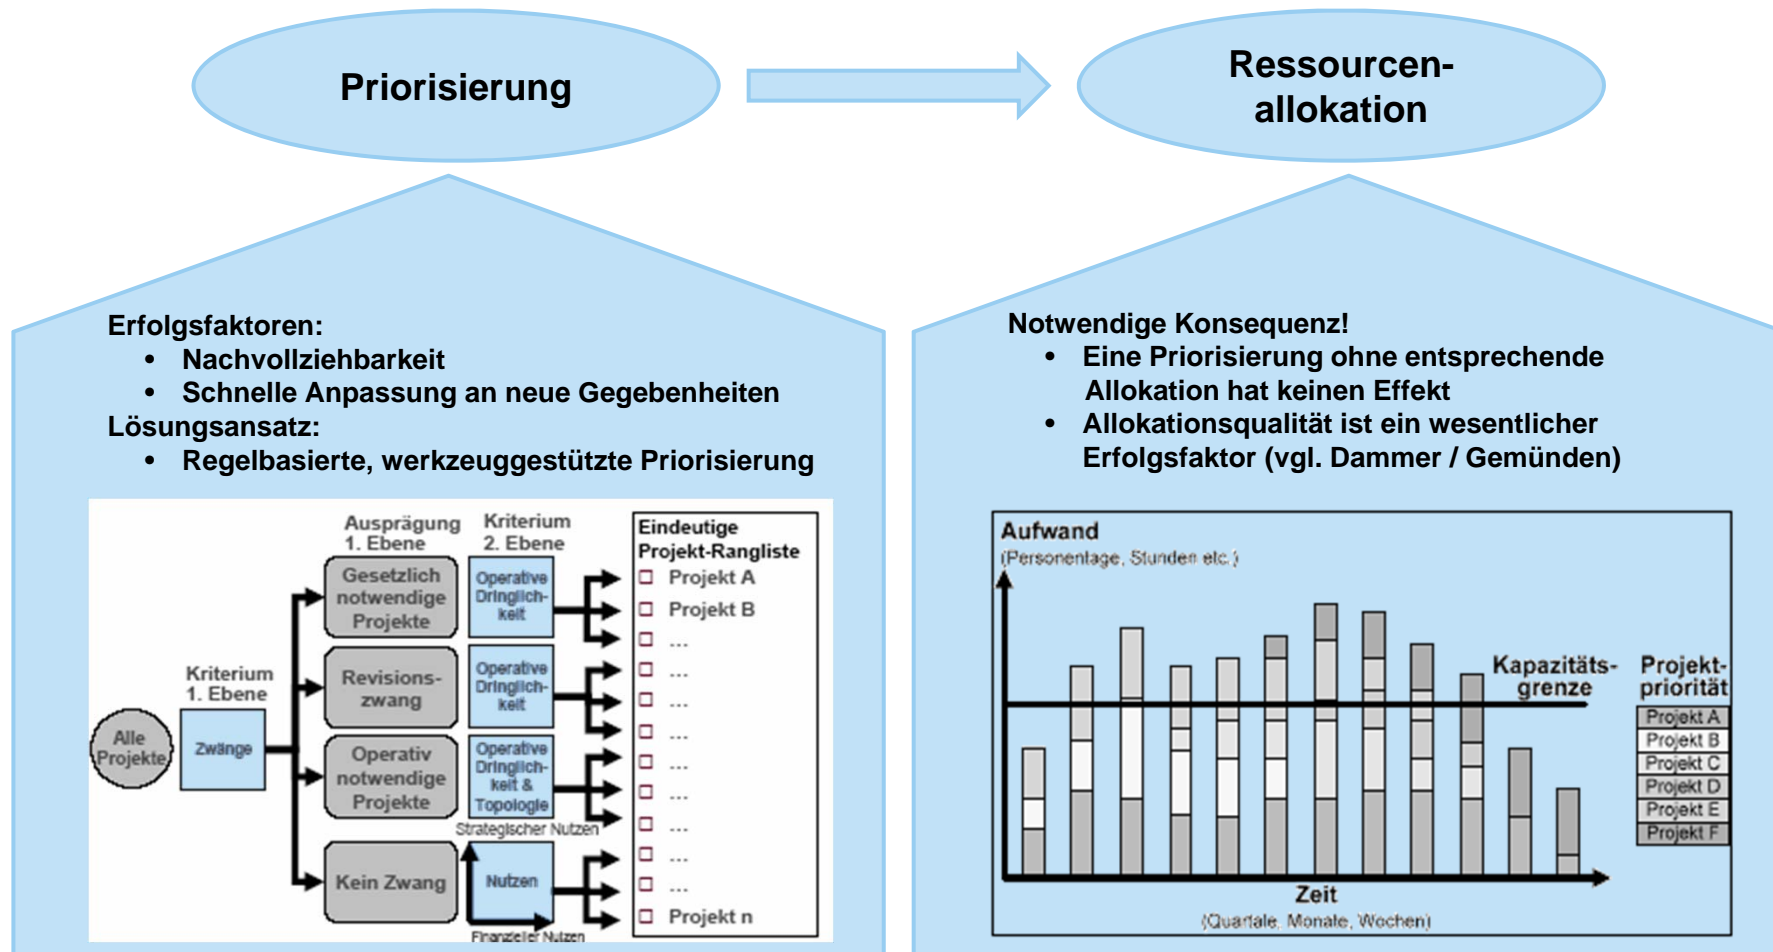 Priorisierung
Ressourcen-
allokation
Erfolgsfaktoren:
• Nachvollziehbarkeit
• Schnelle Anpassung an neue Gegebenheiten
Lösungsansatz:
• Regelbasierte, werkzeuggestützte Priorisierung
Notwendige Konsequenz!
• Eine Priorisierung ohne entsprechende
Allokation hat keinen Effekt
• Allokationsqualität ist ein wesentlicher
Erfolgsfaktor (vgl. Dammer / Gemünden)
Alle
Projekte
Kriterium
1. Ebene
Zwänge
Ausprägung
1. Ebene
Gesetzlich
notwendige
Projekte
Revisions-
zwang
Operativ
notwendige
Projekte
Kein Zwang
Kriterium
2. Ebene
Operative
Dringlich-
keit
Operative
Dringlich-
keit
Operative
Dringlich-
keit &
Topologie
Strategischer Nutzen
Nutzen
Finanzieller Nutzen
Eindeutige
Projekt-Rangliste
Projekt A
Projekt B
...
...
...
...
...
...
...
...
...
Projekt n
Aufwand
(Personentage, Stunden etc.)
Kapazitäts-
grenze
Projekt-
priorität
Projekt A
Projekt B
Projekt C
Projekt D
Projekt E
Projekt F
Zeit
(Quartale, Monate, Wochen)